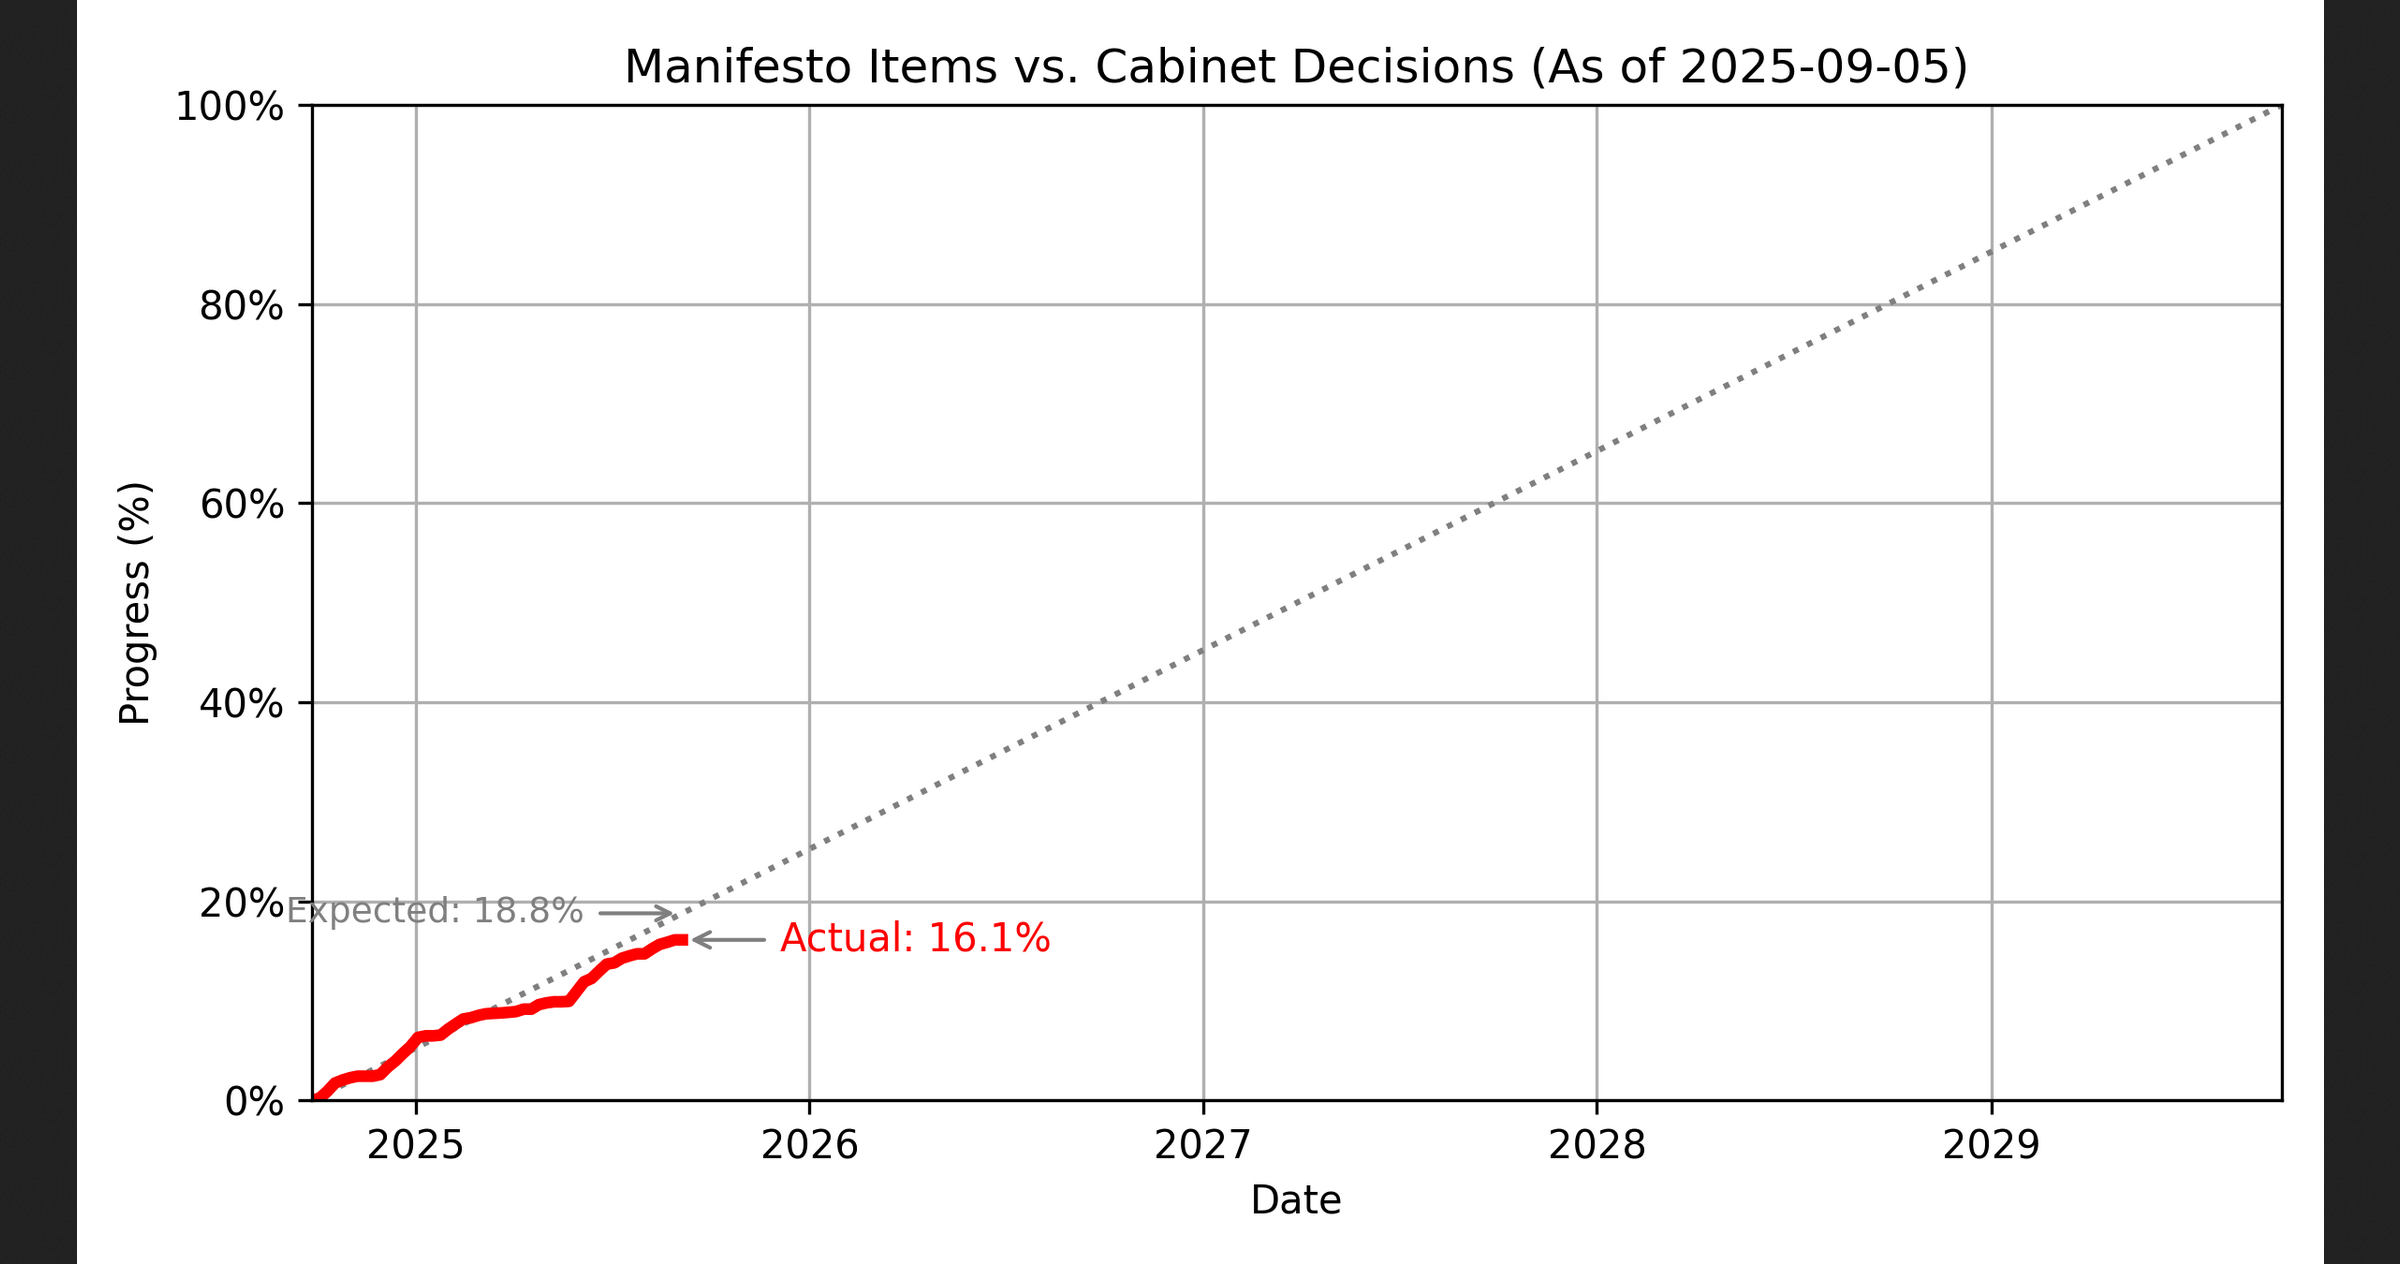 Manifesto Items vs. Cabinet Decisions (As of 2025-09-05)
100%
80%
60%
40%
20%
0%
Progress (%)
Expected: 18.8%
Actual: 16.1%
2025
2026
2027
2028
2029
Date